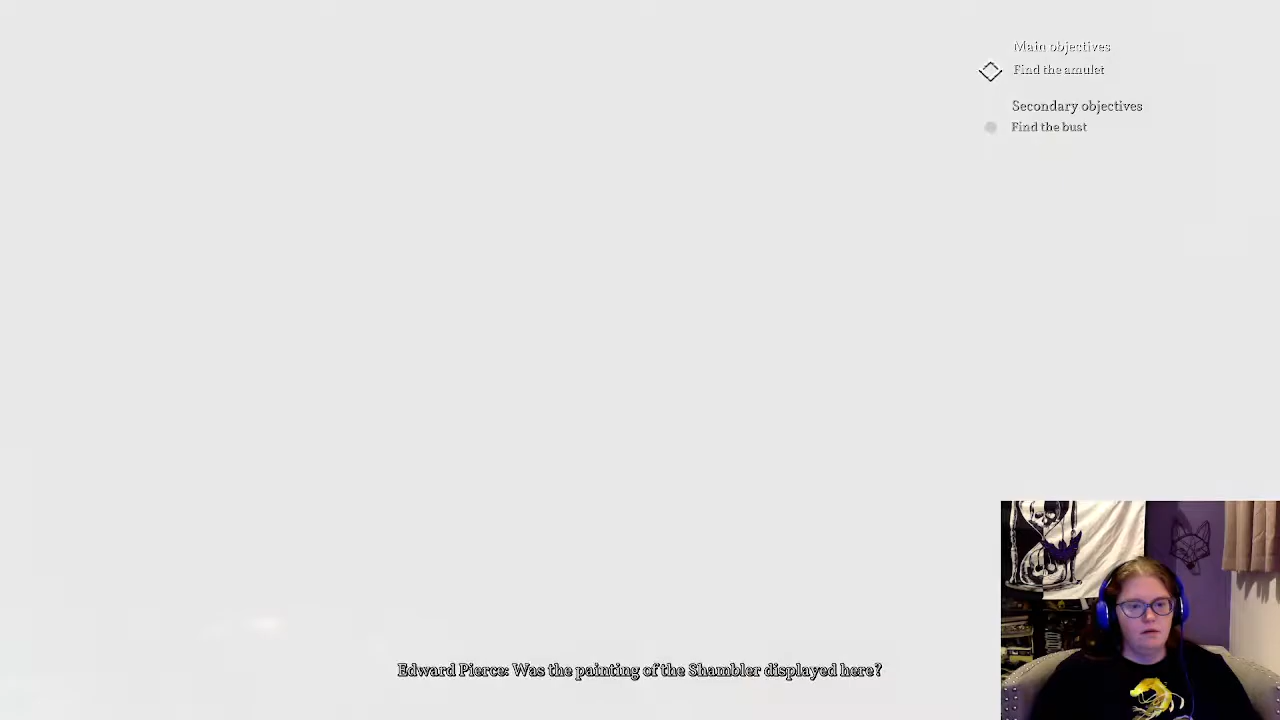 Main objectives
Find the amulet
Secondary objectives
Find the bust
Edward Pierce: Was the painting of the Shambler displayed here?